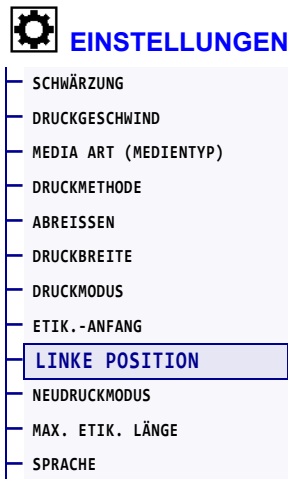 EINSTELLUNGEN
SCHWÄRZUNG
DRUCKGESCHWIND
MEDIA ART (MEDIENTYP)
DRUCKMETHODE
ABREISSEN
DRUCKBREITE
DRUCKMODUS
ETIK.-ANFANG
LINKE POSITION
NEUDRUCKMODUS
MAX. ETIK. LÄNGE
SPRACHE